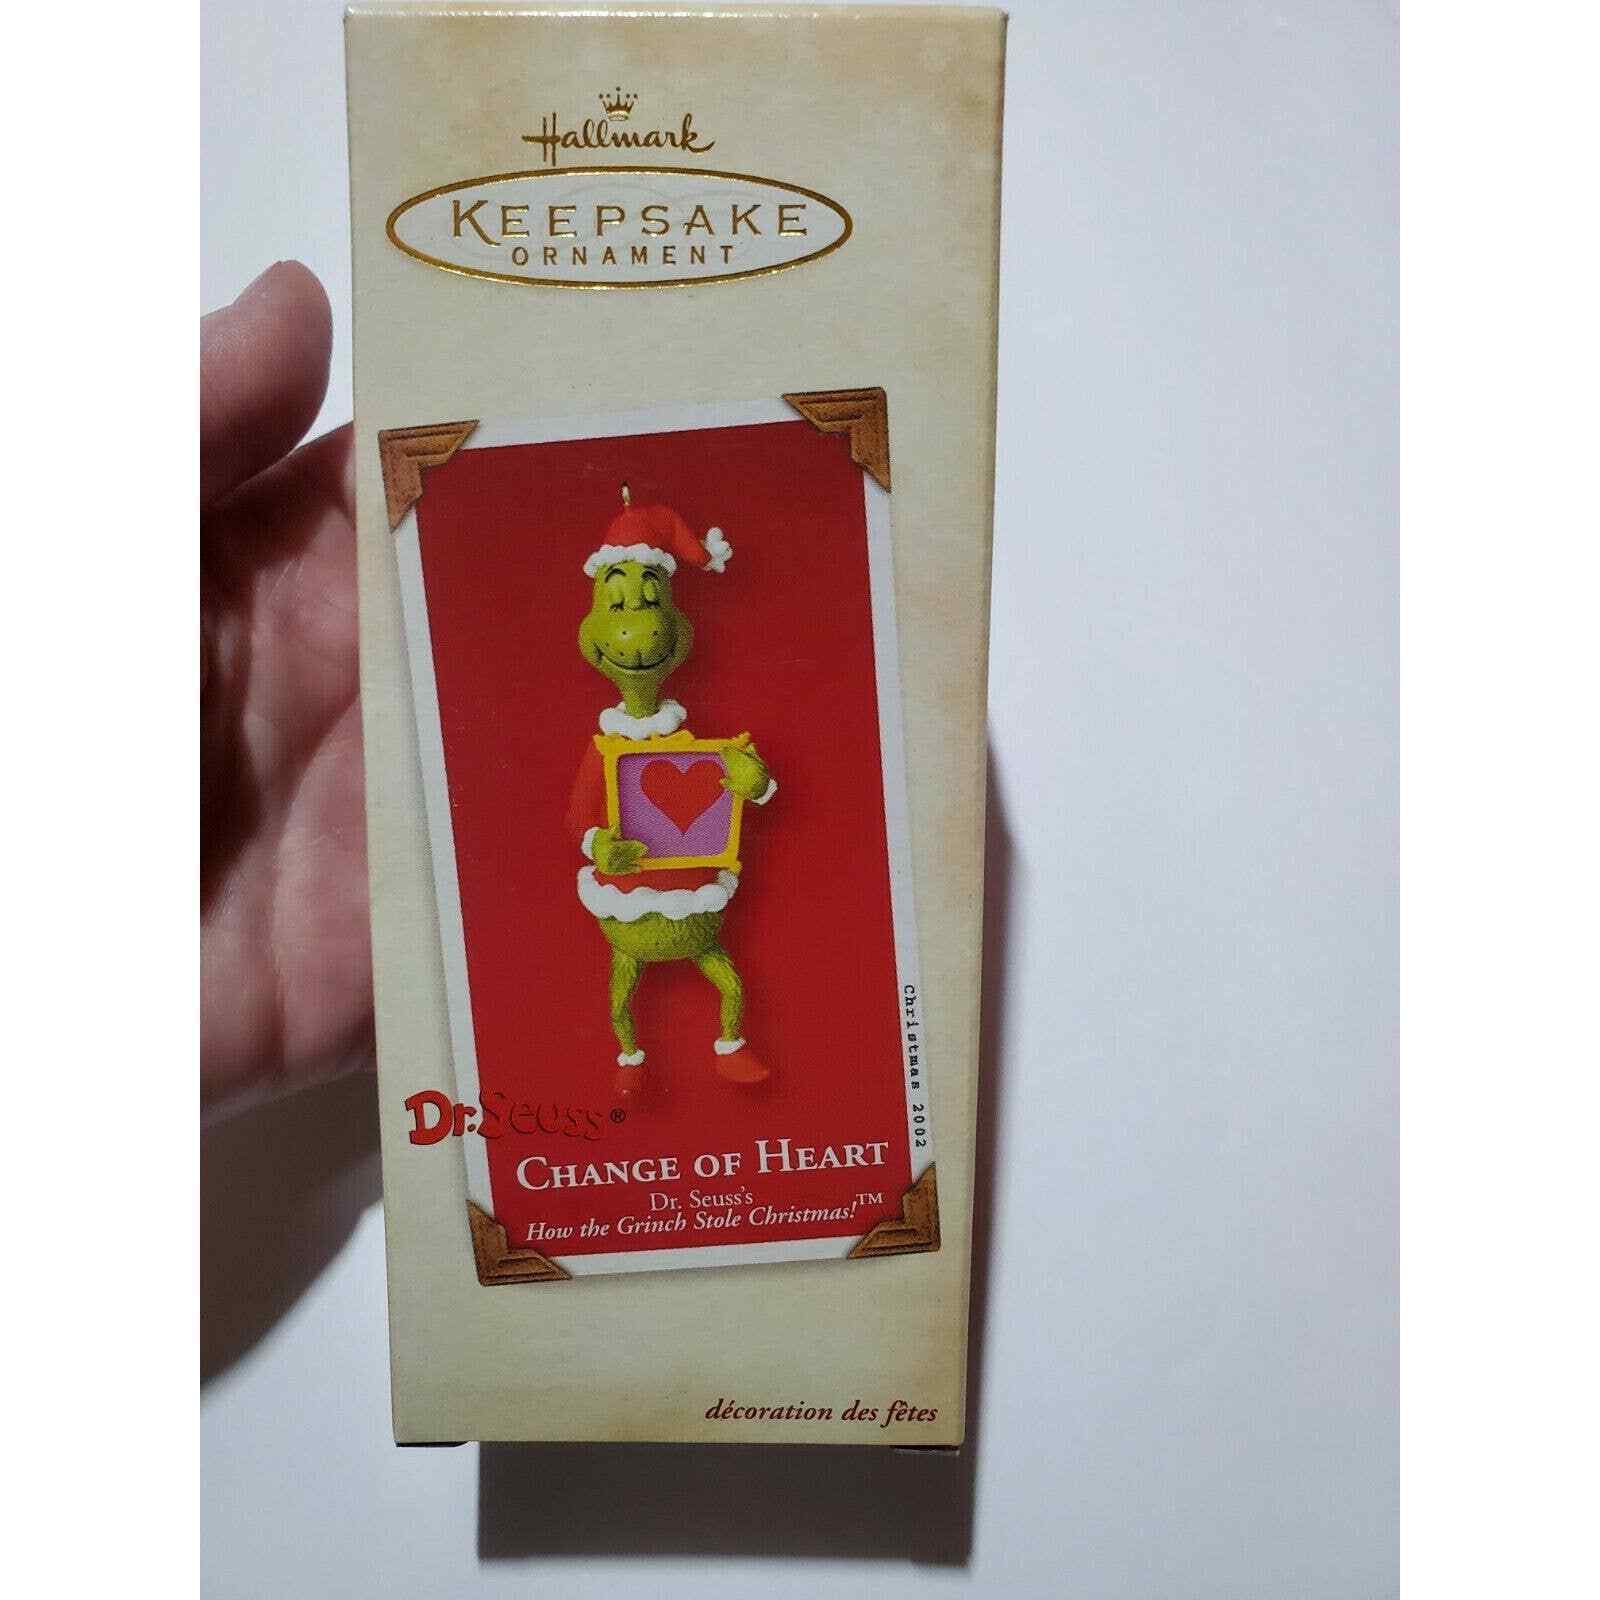 Hallmark
KEEPSAKE
ORNAMENT
Christmas 2002
Dr. Seuss®
CHANGE OF HEART
Dr. Seuss's
How the Grinch Stole Christmas!™
décoration des fêtes